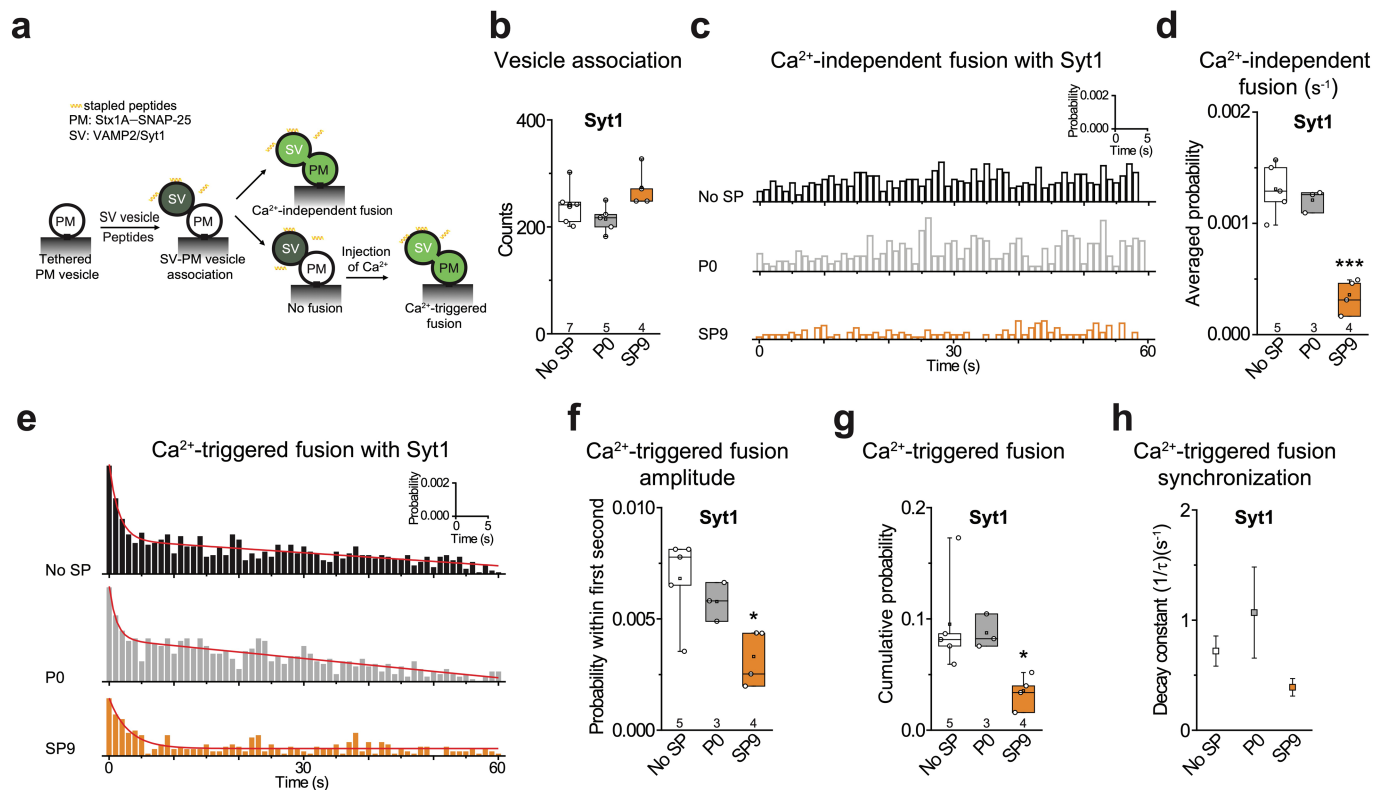 a
stapled peptides
PM: Stx1A–SNAP-25
SV: VAMP2/Syt1
PM
Tethered
PM vesicle
SV vesicle
Peptides
SV
PM
SV-PM vesicle
association
SV
PM
Ca²⁺-independent fusion
SV
PM
No fusion
Injection
of Ca²⁺
SV
PM
Ca²⁺-triggered
fusion
b
Vesicle association
Syt1
Counts
400
200
0
7
5
4
No SP
P0
SP9
c
Ca²⁺-independent fusion with Syt1
Probability
0.002
0.000
0
5
Time (s)
No SP
P0
SP9
0
30
60
Time (s)
d
Ca²⁺-independent
fusion (s⁻¹)
Syt1
Averaged probability
0.002
0.001
0.000
***
5
3
4
No SP
P0
SP9
e
Ca²⁺-triggered fusion with Syt1
Probability
0.002
0.000
0
5
Time (s)
No SP
P0
SP9
0
30
60
Time (s)
f
Ca²⁺-triggered fusion
amplitude
Syt1
Probability within first second
0.010
0.005
0.000
*
5
3
4
No SP
P0
SP9
g
Ca²⁺-triggered fusion
Syt1
Cumulative probability
0.2
0.1
0.0
*
5
3
4
No SP
P0
SP9
h
Ca²⁺-triggered fusion
synchronization
Syt1
Decay constant (1/τ)(s⁻¹)
2
1
0
No SP
P0
SP9